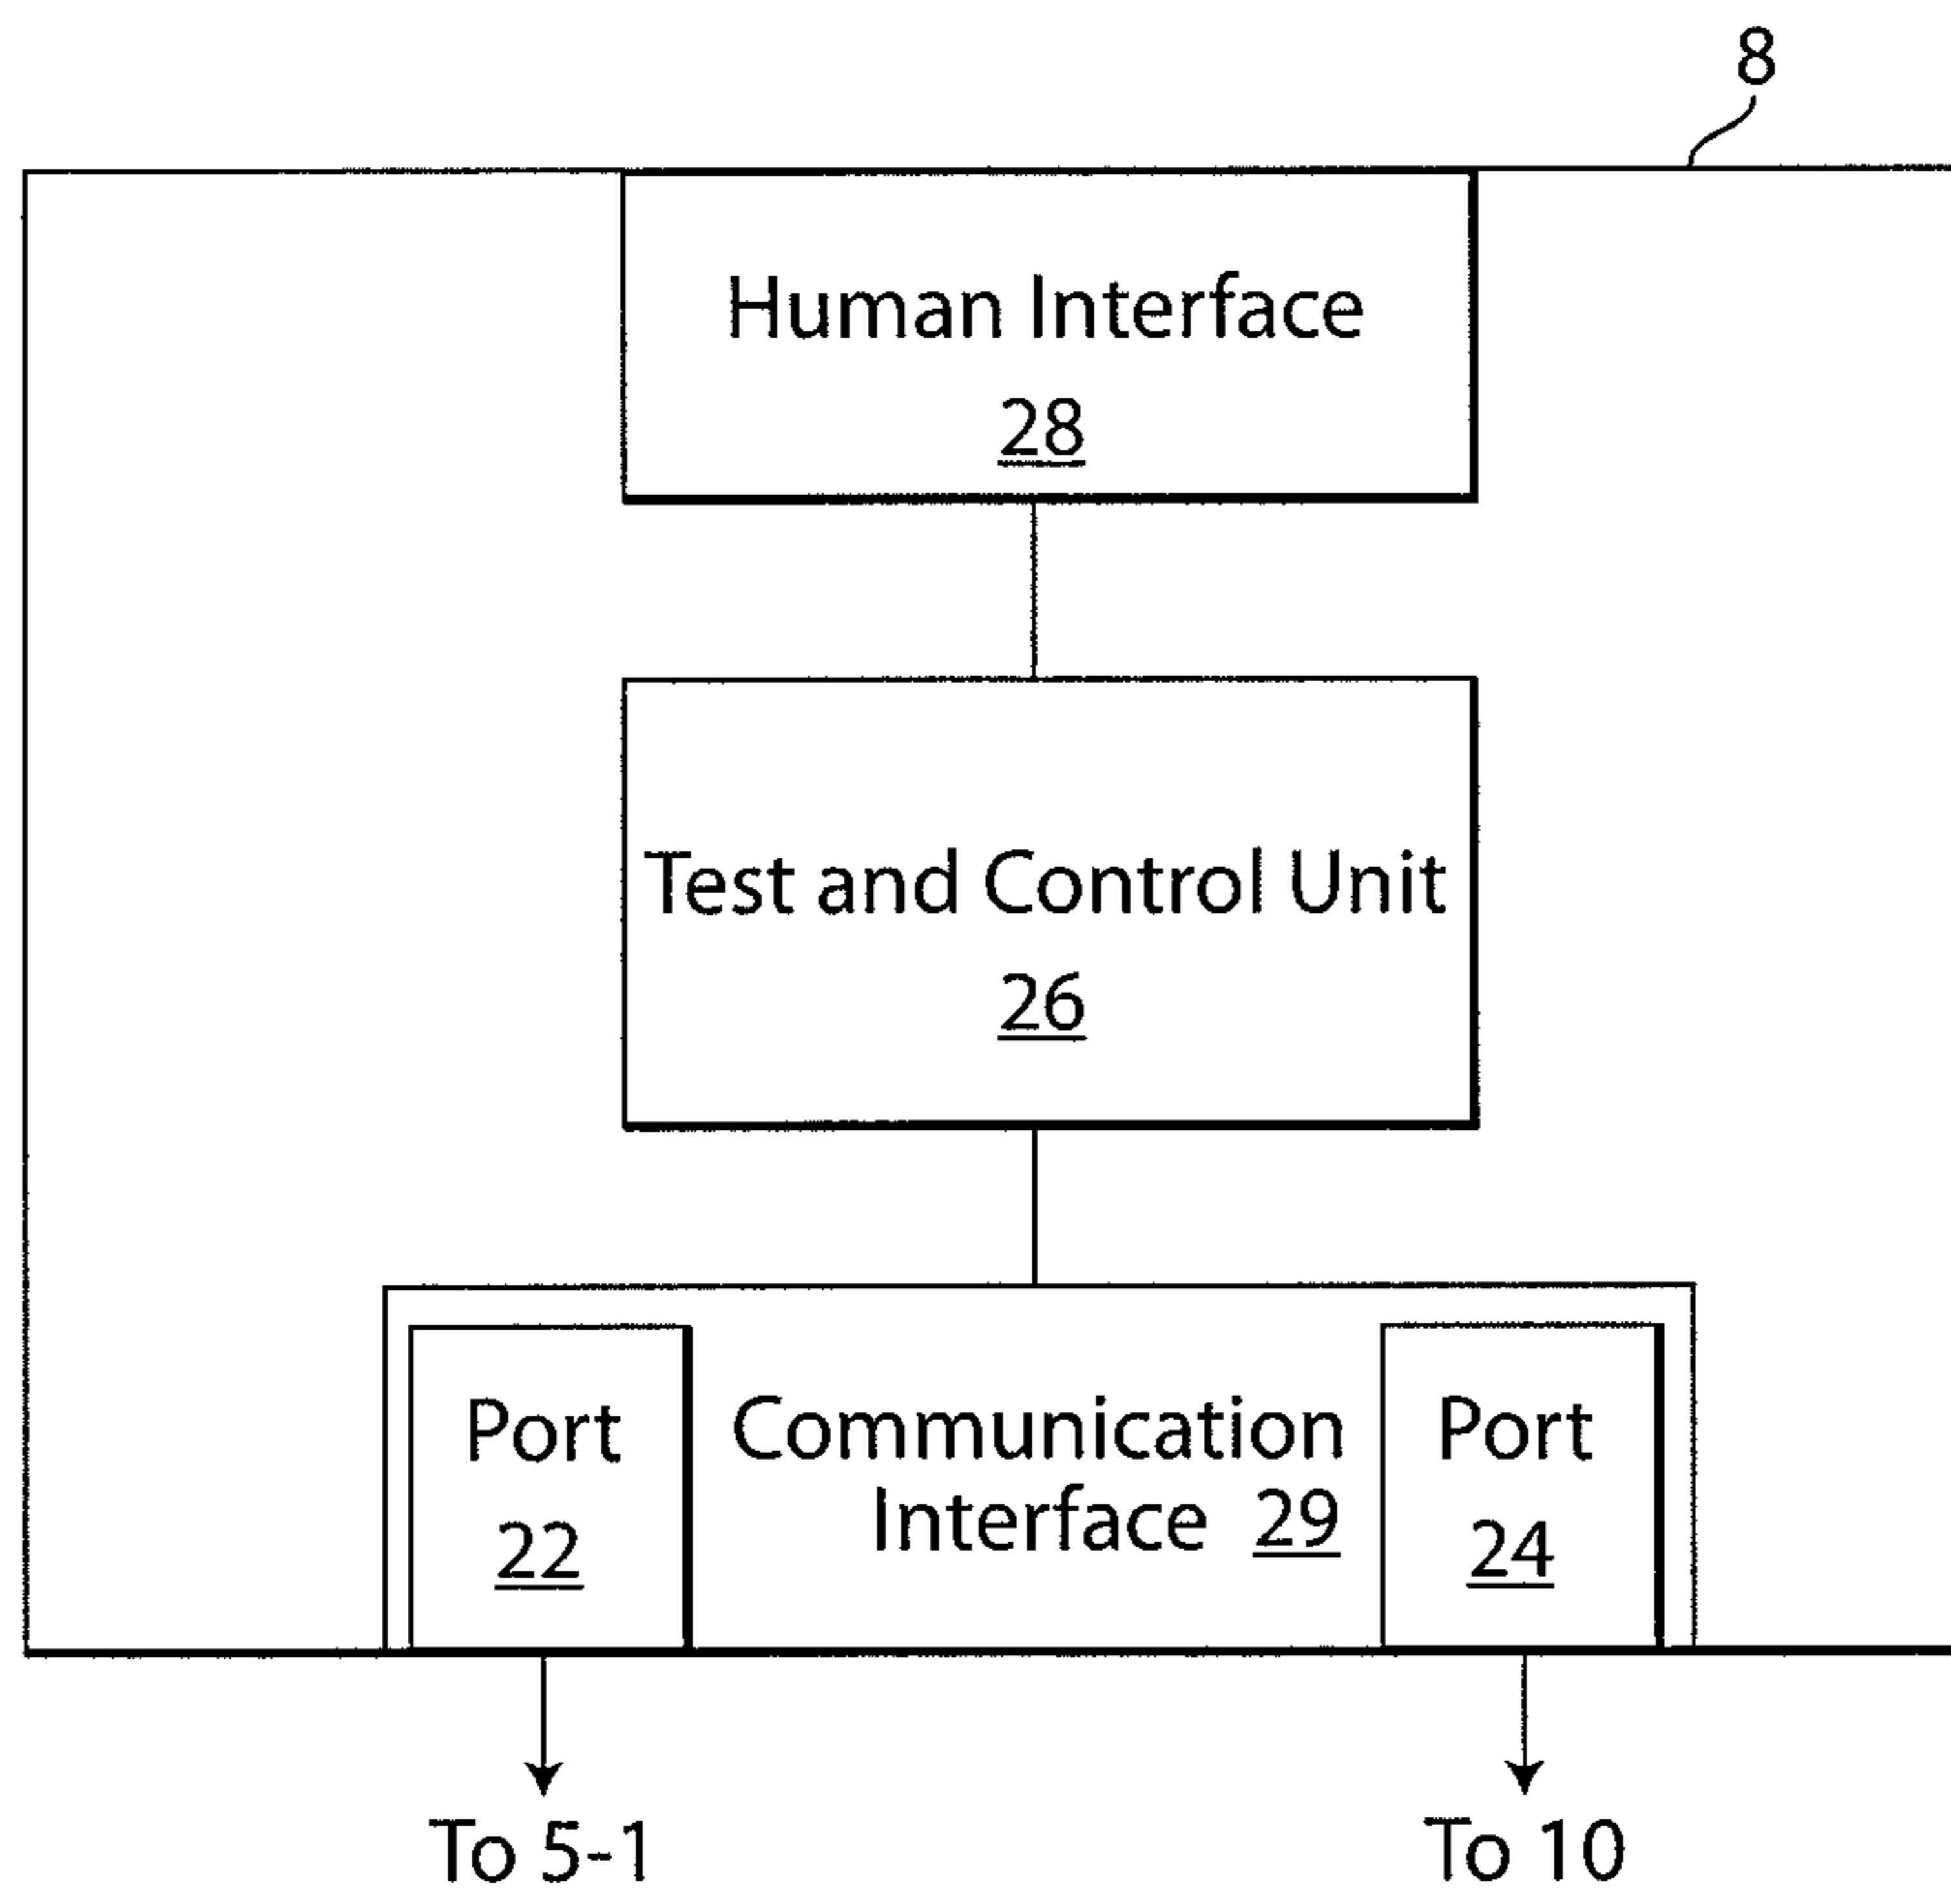 8
Human Interface
28
Test and Control Unit
26
Port
22
Communication
Interface 29
Port
24
To 5-1
To 10